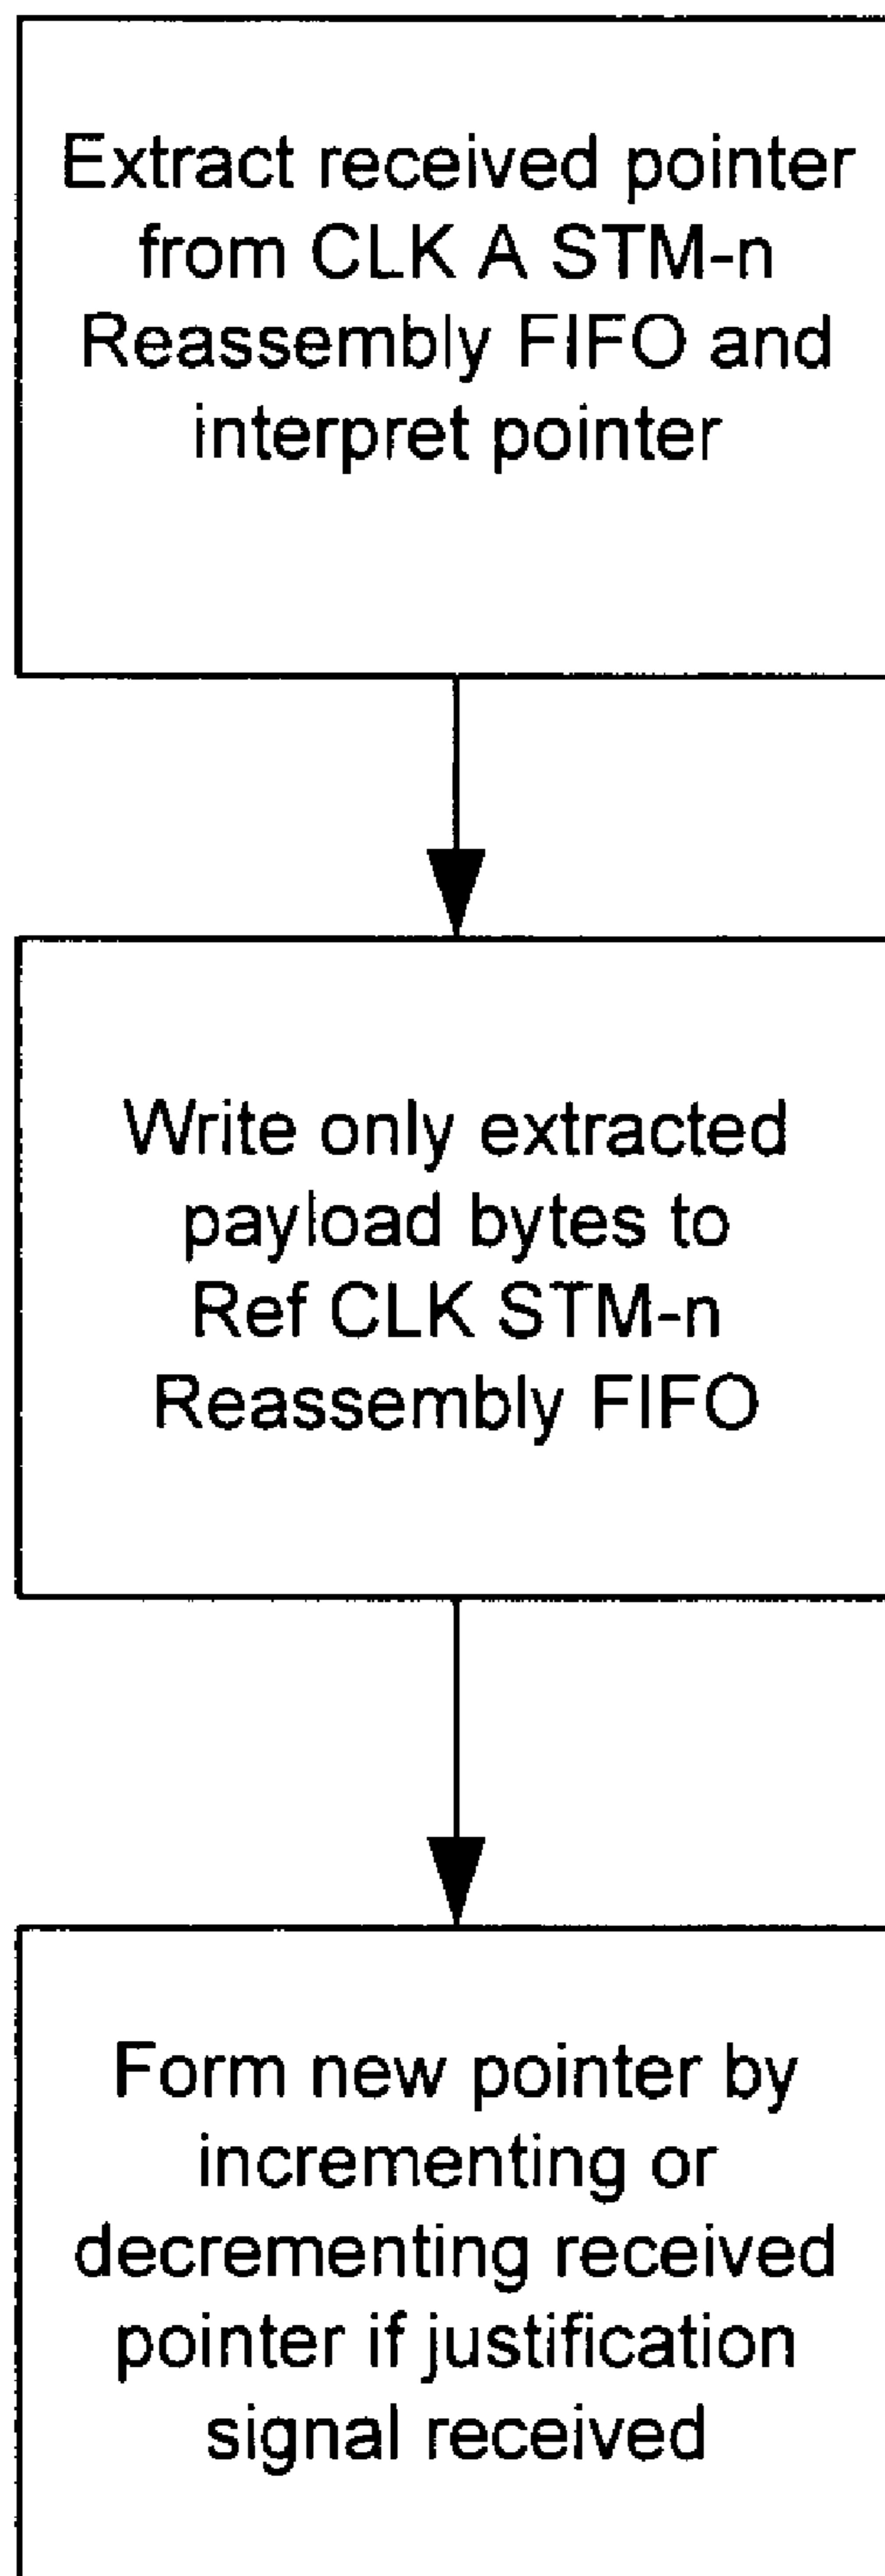 Extract received pointer
from CLK A STM-n
Reassembly FIFO and
interpret pointer
Write only extracted
payload bytes to
Ref CLK STM-n
Reassembly FIFO
Form new pointer by
incrementing or
decrementing received
pointer if justification
signal received